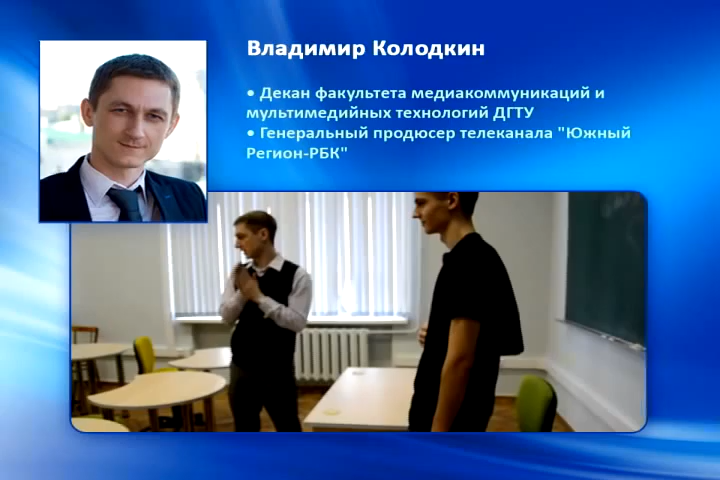 Владимир Колодкин
• Декан факультета медиакоммуникаций и
мультимедийных технологий ДГТУ
• Генеральный продюсер телеканала "Южный
Регион-РБК"